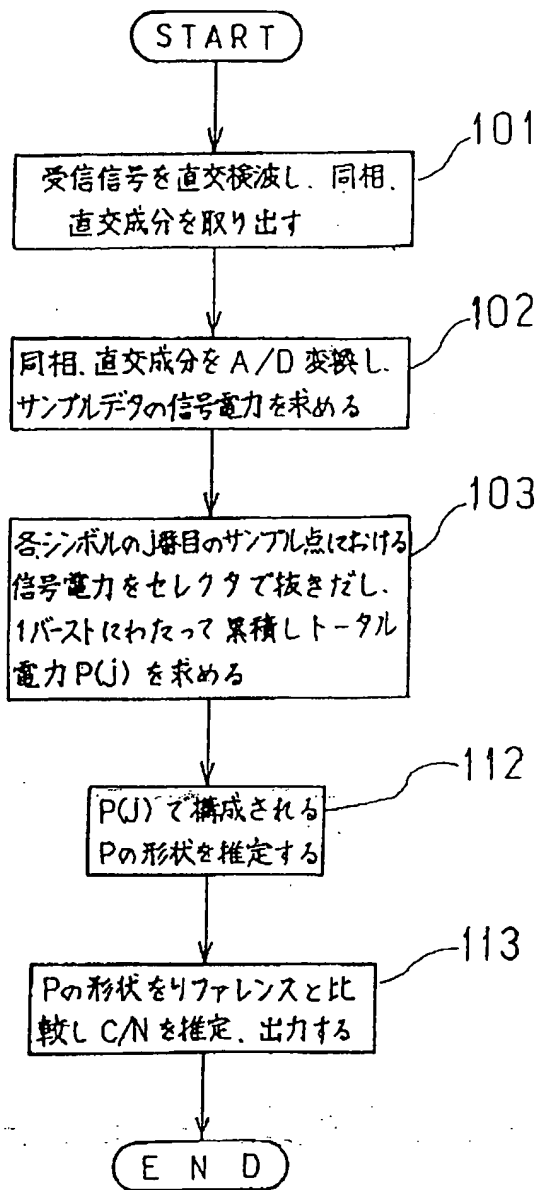 START
101
受信信号を直交検波し、同相、
直交成分を取り出す
102
同相、直交成分をA/D変換し、
サンプルデータの信号電力を求める
103
各シンボルのj番目のサンプル点における
信号電力をセレクタで抜きだし、
1バーストにわたって累積しトータル
電力P(j)を求める
112
P(j)で構成される
Pの形状を推定する
113
Pの形状をリファレンスと比
較しC/Nを推定、出力する
END